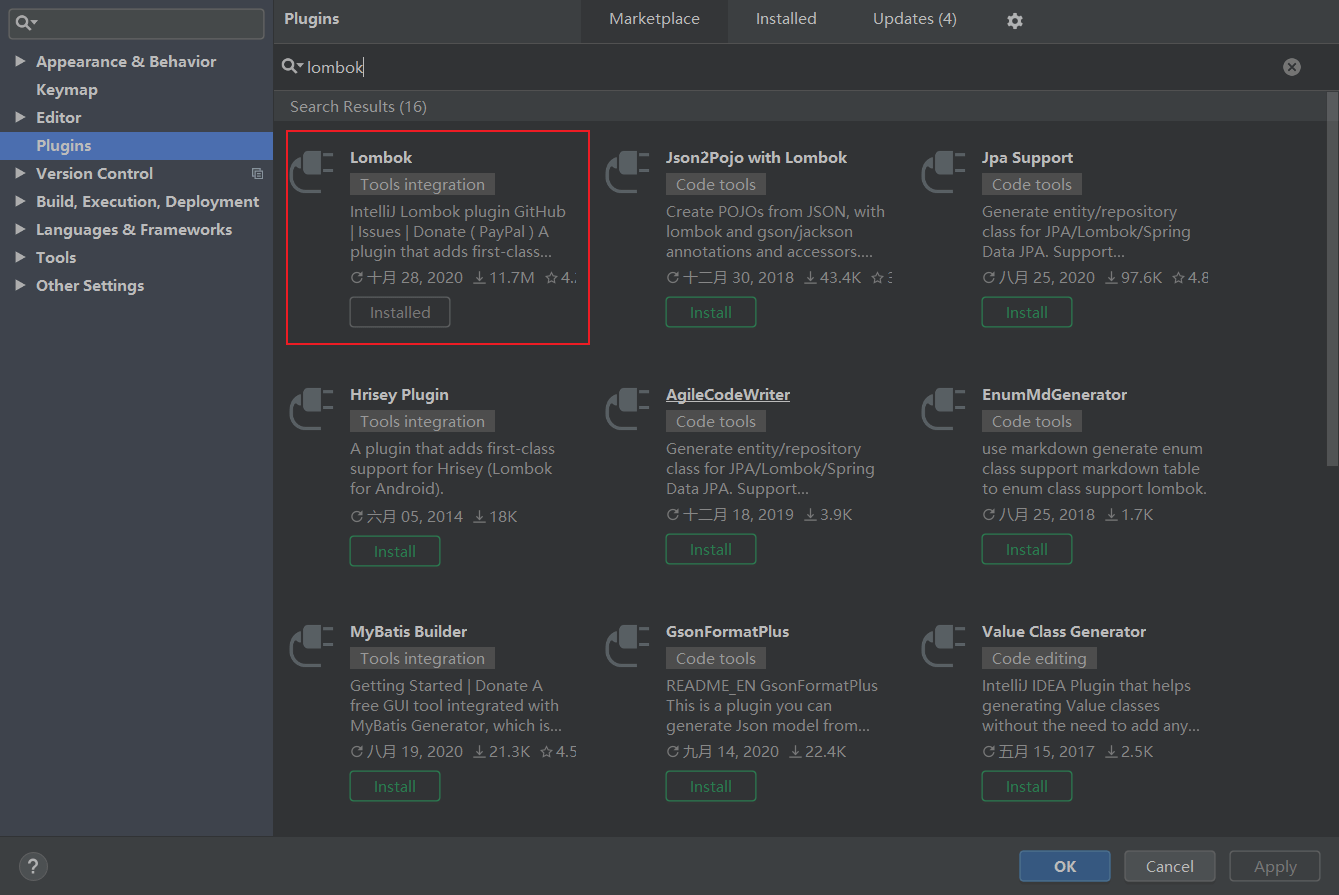 Plugins
Marketplace
Installed
Updates (4)
Appearance & Behavior
Keymap
Editor
Plugins
Version Control
Build, Execution, Deployment
Languages & Frameworks
Tools
Other Settings
lombok
Search Results (16)
Lombok
Tools integration
IntelliJ Lombok plugin GitHub
| Issues | Donate ( PayPal ) A
plugin that adds first-class...
十月 28, 2020 11.7M 4.
Installed
Json2Pojo with Lombok
Code tools
Create POJOs from JSON, with
lombok and gson/jackson
annotations and accessors....
十二月 30, 2018 43.4K
Install
Jpa Support
Code tools
Generate entity/repository
class for JPA/Lombok/Spring
Data JPA. Support...
八月 25, 2020 97.6K 4.8
Install
Hrisey Plugin
Tools integration
A plugin that adds first-class
support for Hrisey (Lombok
for Android).
六月 05, 2014 18K
Install
AgileCodeWriter
Code tools
Generate entity/repository
class for JPA/Lombok/Spring
Data JPA. Support...
十二月 18, 2019 3.9K
Install
EnumMdGenerator
Code tools
use markdown generate enum
class support markdown table
to enum class support lombok.
八月 25, 2018 1.7K
Install
MyBatis Builder
Tools integration
Getting Started | Donate A
free GUI tool integrated with
MyBatis Generator, which is...
八月 19, 2020 21.3K 4.5
Install
GsonFormatPlus
Code tools
README_EN GsonFormatPlus
This is a plugin you can
generate Json model from...
九月 14, 2020 22.4K
Install
Value Class Generator
Code editing
IntelliJ IDEA Plugin that helps
generating Value classes
without the need to add any...
五月 15, 2017 2.5K
Install
?
OK
Cancel
Apply